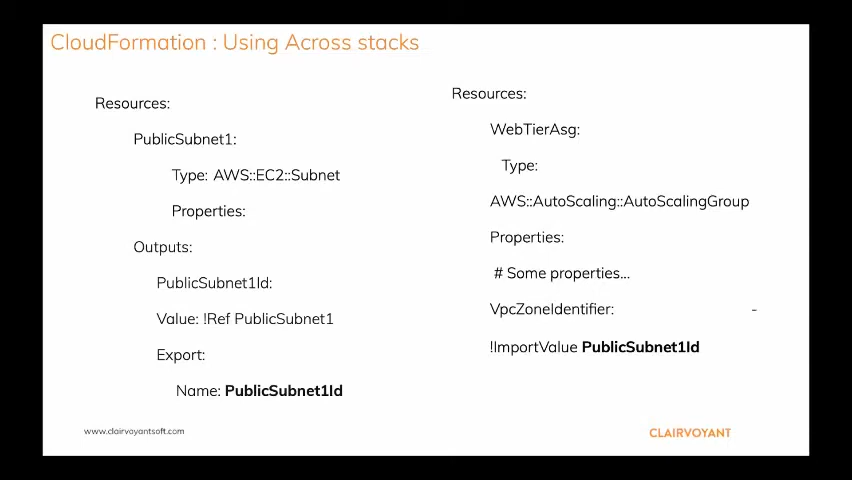 CloudFormation : Using Across stacks
Resources:
PublicSubnet1:
Type: AWS::EC2::Subnet
Properties:
Outputs:
PublicSubnet1Id:
Value: !Ref PublicSubnet1
Export:
Name: PublicSubnet1Id
Resources:
WebTierAsg:
Type:
AWS::AutoScaling::AutoScalingGroup
Properties:
# Some properties...
VpcZoneIdentifier: -
!ImportValue PublicSubnet1Id
www.clairvoyantsoft.com
CLAIRVOYANT